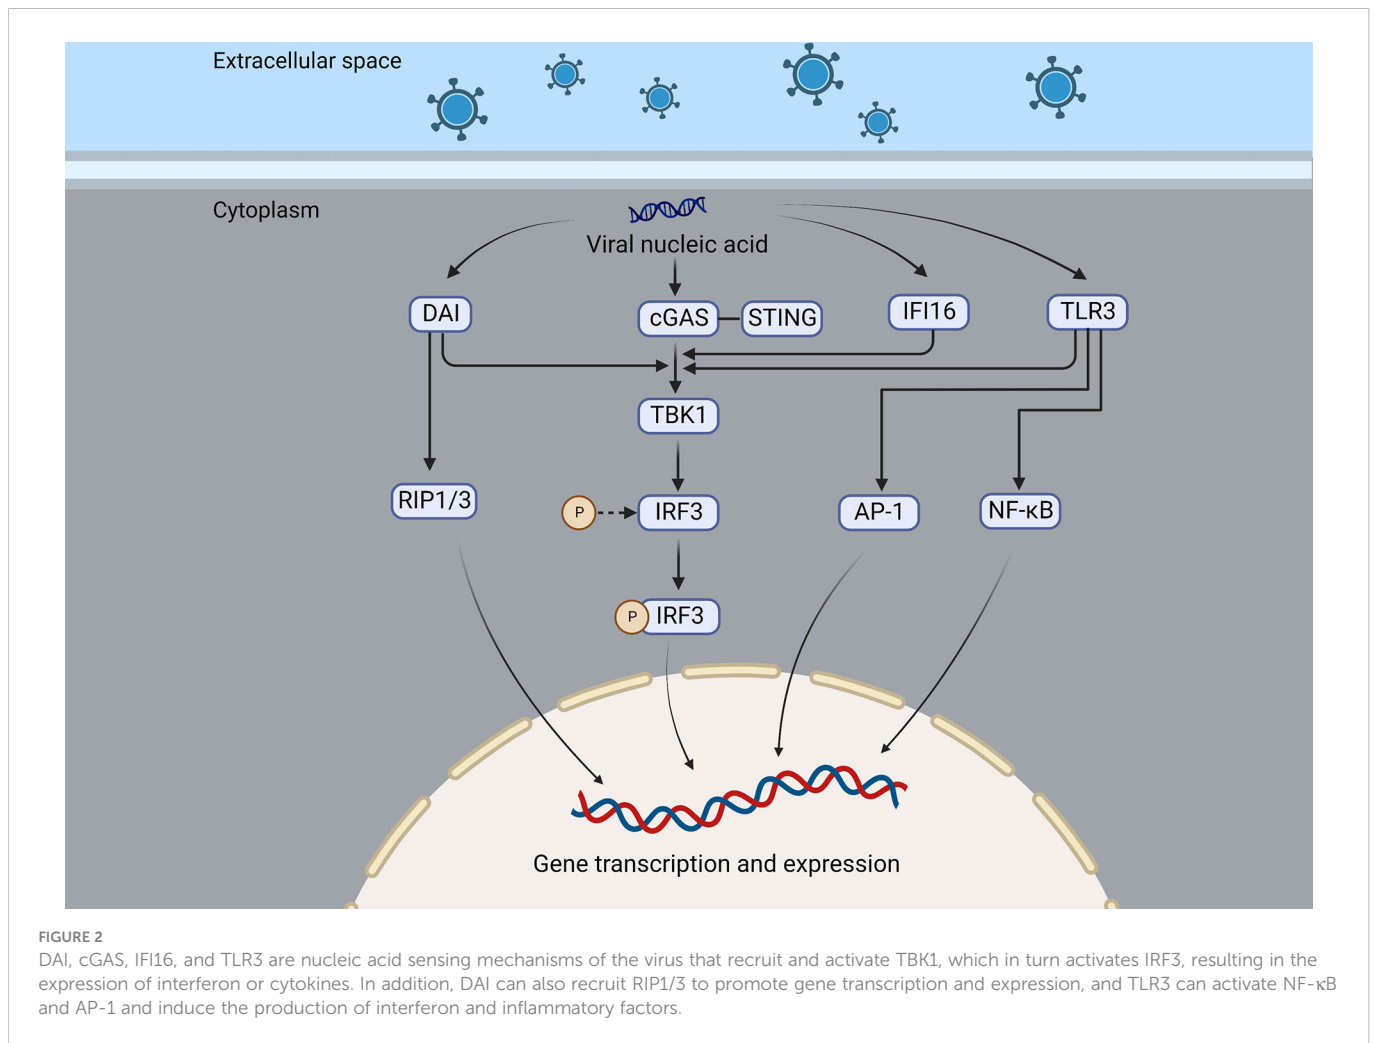 Extracellular space
Cytoplasm
Viral nucleic acid
DAI
cGAS
STING
IFI16
TLR3
TBK1
RIP1/3
P
IRF3
AP-1
NF-κB
P
IRF3
Gene transcription and expression
FIGURE 2
DAI, cGAS, IFI16, and TLR3 are nucleic acid sensing mechanisms of the virus that recruit and activate TBK1, which in turn activates IRF3, resulting in the
expression of interferon or cytokines. In addition, DAI can also recruit RIP1/3 to promote gene transcription and expression, and TLR3 can activate NF-κB
and AP-1 and induce the production of interferon and inflammatory factors.